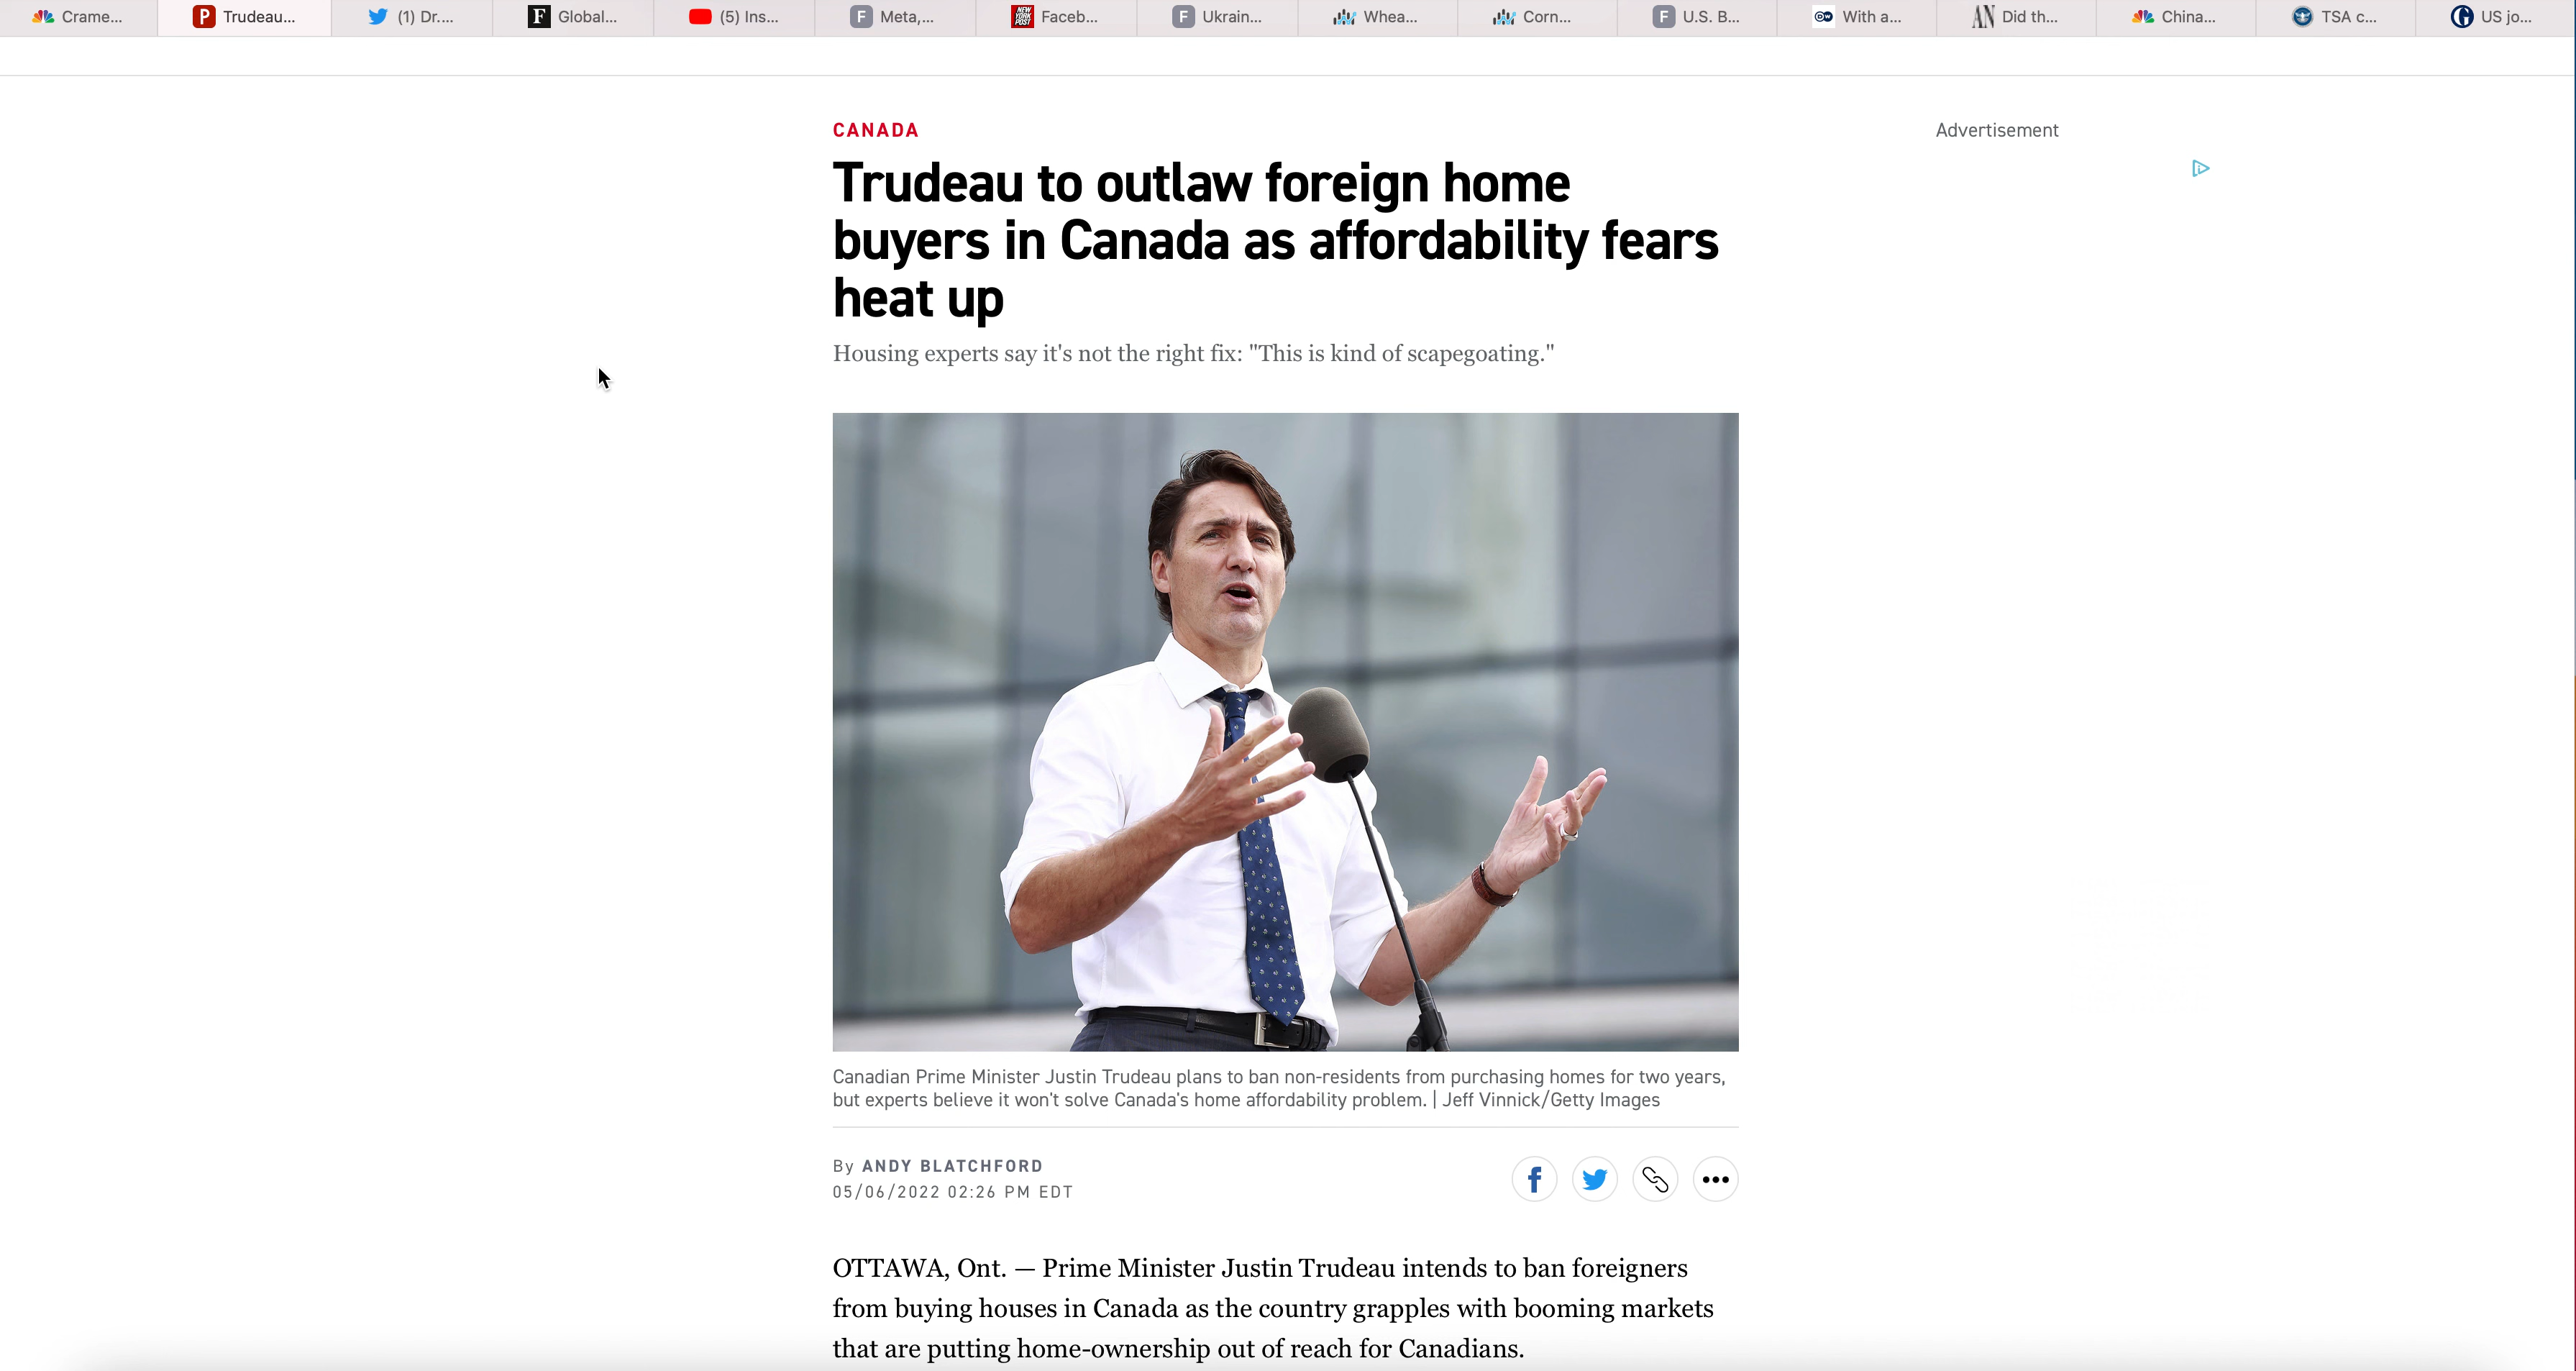 Crame...
P Trudeau...
(1) Dr....
F Global...
(5) Ins...
F Meta,...
NEW YORK POST Faceb...
F Ukrain...
Whea...
Corn...
F U.S. B...
DW With a...
AN Did th...
China...
TSA c...
G US jo...
CANADA
Advertisement
Trudeau to outlaw foreign home
buyers in Canada as affordability fears
heat up
Housing experts say it's not the right fix: "This is kind of scapegoating."
Canadian Prime Minister Justin Trudeau plans to ban non-residents from purchasing homes for two years,
but experts believe it won't solve Canada's home affordability problem. | Jeff Vinnick/Getty Images
By ANDY BLATCHFORD
05/06/2022 02:26 PM EDT
OTTAWA, Ont. — Prime Minister Justin Trudeau intends to ban foreigners
from buying houses in Canada as the country grapples with booming markets
that are putting home-ownership out of reach for Canadians.